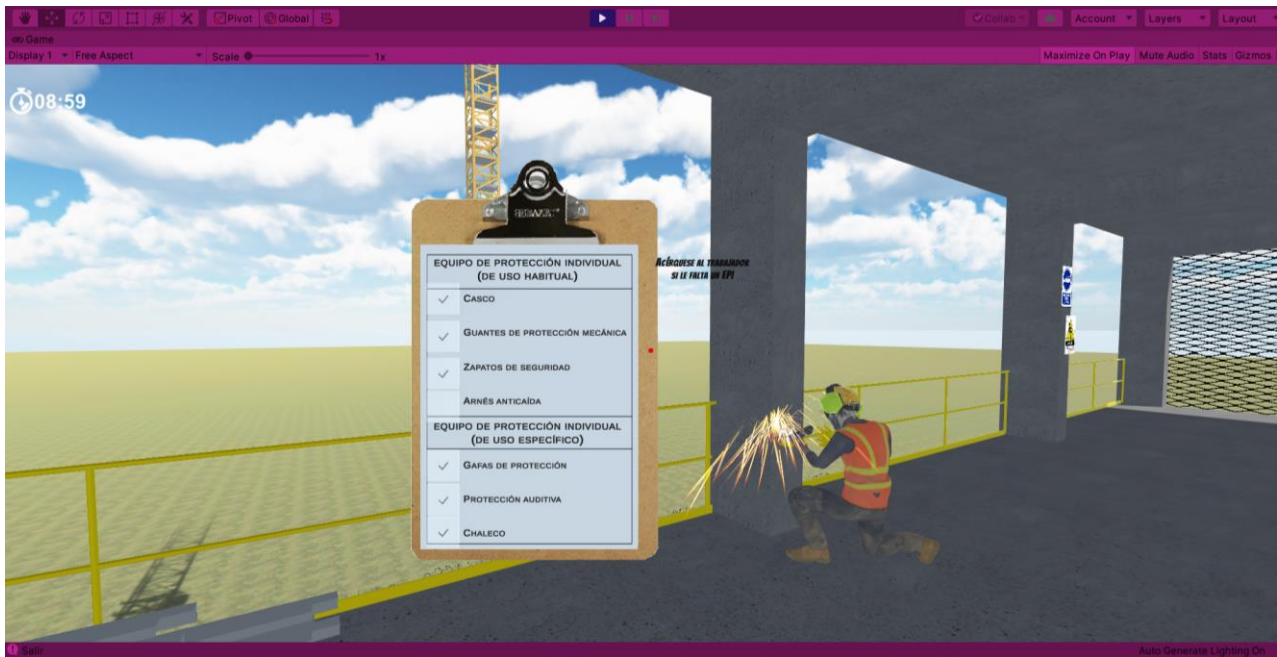 Pivot Global Collab Account Layers Layout
Game
Display 1 Free Aspect Scale 1x Maximize On Play Mute Audio Stats Gizmos
08:59
EQUIPO DE PROTECCIÓN INDIVIDUAL
(DE USO HABITUAL)
CASCO
GUANTES DE PROTECCIÓN MECÁNICA
ZAPATOS DE SEGURIDAD
ARNÉS ANTICAÍDA
EQUIPO DE PROTECCIÓN INDIVIDUAL
(DE USO ESPECÍFICO)
GAFAS DE PROTECCIÓN
PROTECCIÓN AUDITIVA
CHALECO
ACÉRQUESE AL TRABAJADOR
SI LE FALTA UN EPI
Salir Auto Generate Lighting On